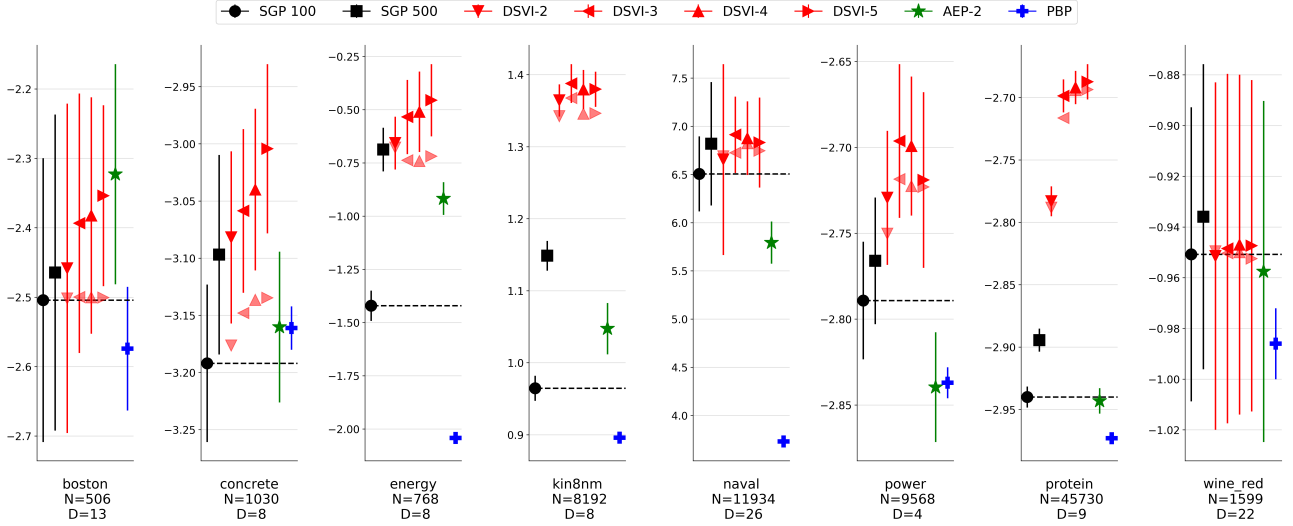 SGP 100 SGP 500 DSVI-2 DSVI-3 DSVI-4 DSVI-5 AEP-2 PBP
−2.2
−2.3
−2.4
−2.5
−2.6
−2.7
boston
N=506
D=13
−2.95
−3.00
−3.05
−3.10
−3.15
−3.20
−3.25
concrete
N=1030
D=8
−0.25
−0.50
−0.75
−1.00
−1.25
−1.50
−1.75
−2.00
energy
N=768
D=8
1.4
1.3
1.2
1.1
1.0
0.9
kin8nm
N=8192
D=8
7.5
7.0
6.5
6.0
5.5
5.0
4.5
4.0
naval
N=11934
D=26
−2.65
−2.70
−2.75
−2.80
−2.85
power
N=9568
D=4
−2.70
−2.75
−2.80
−2.85
−2.90
−2.95
protein
N=45730
D=9
−0.88
−0.90
−0.92
−0.94
−0.96
−0.98
−1.00
−1.02
wine_red
N=1599
D=22